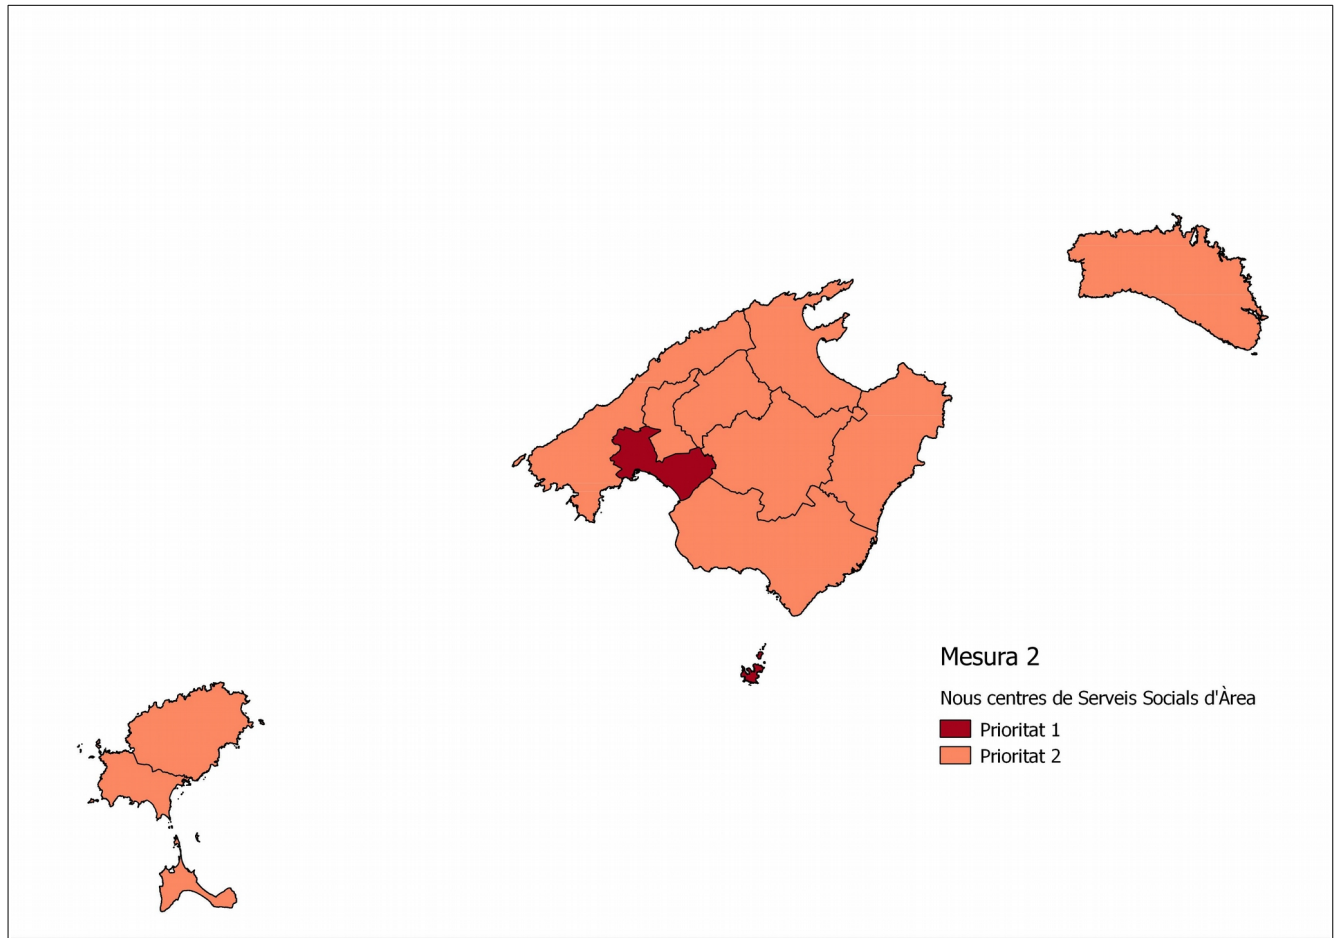 Mesura 2
Nous centres de Serveis Socials d'Àrea
Prioritat 1
Prioritat 2